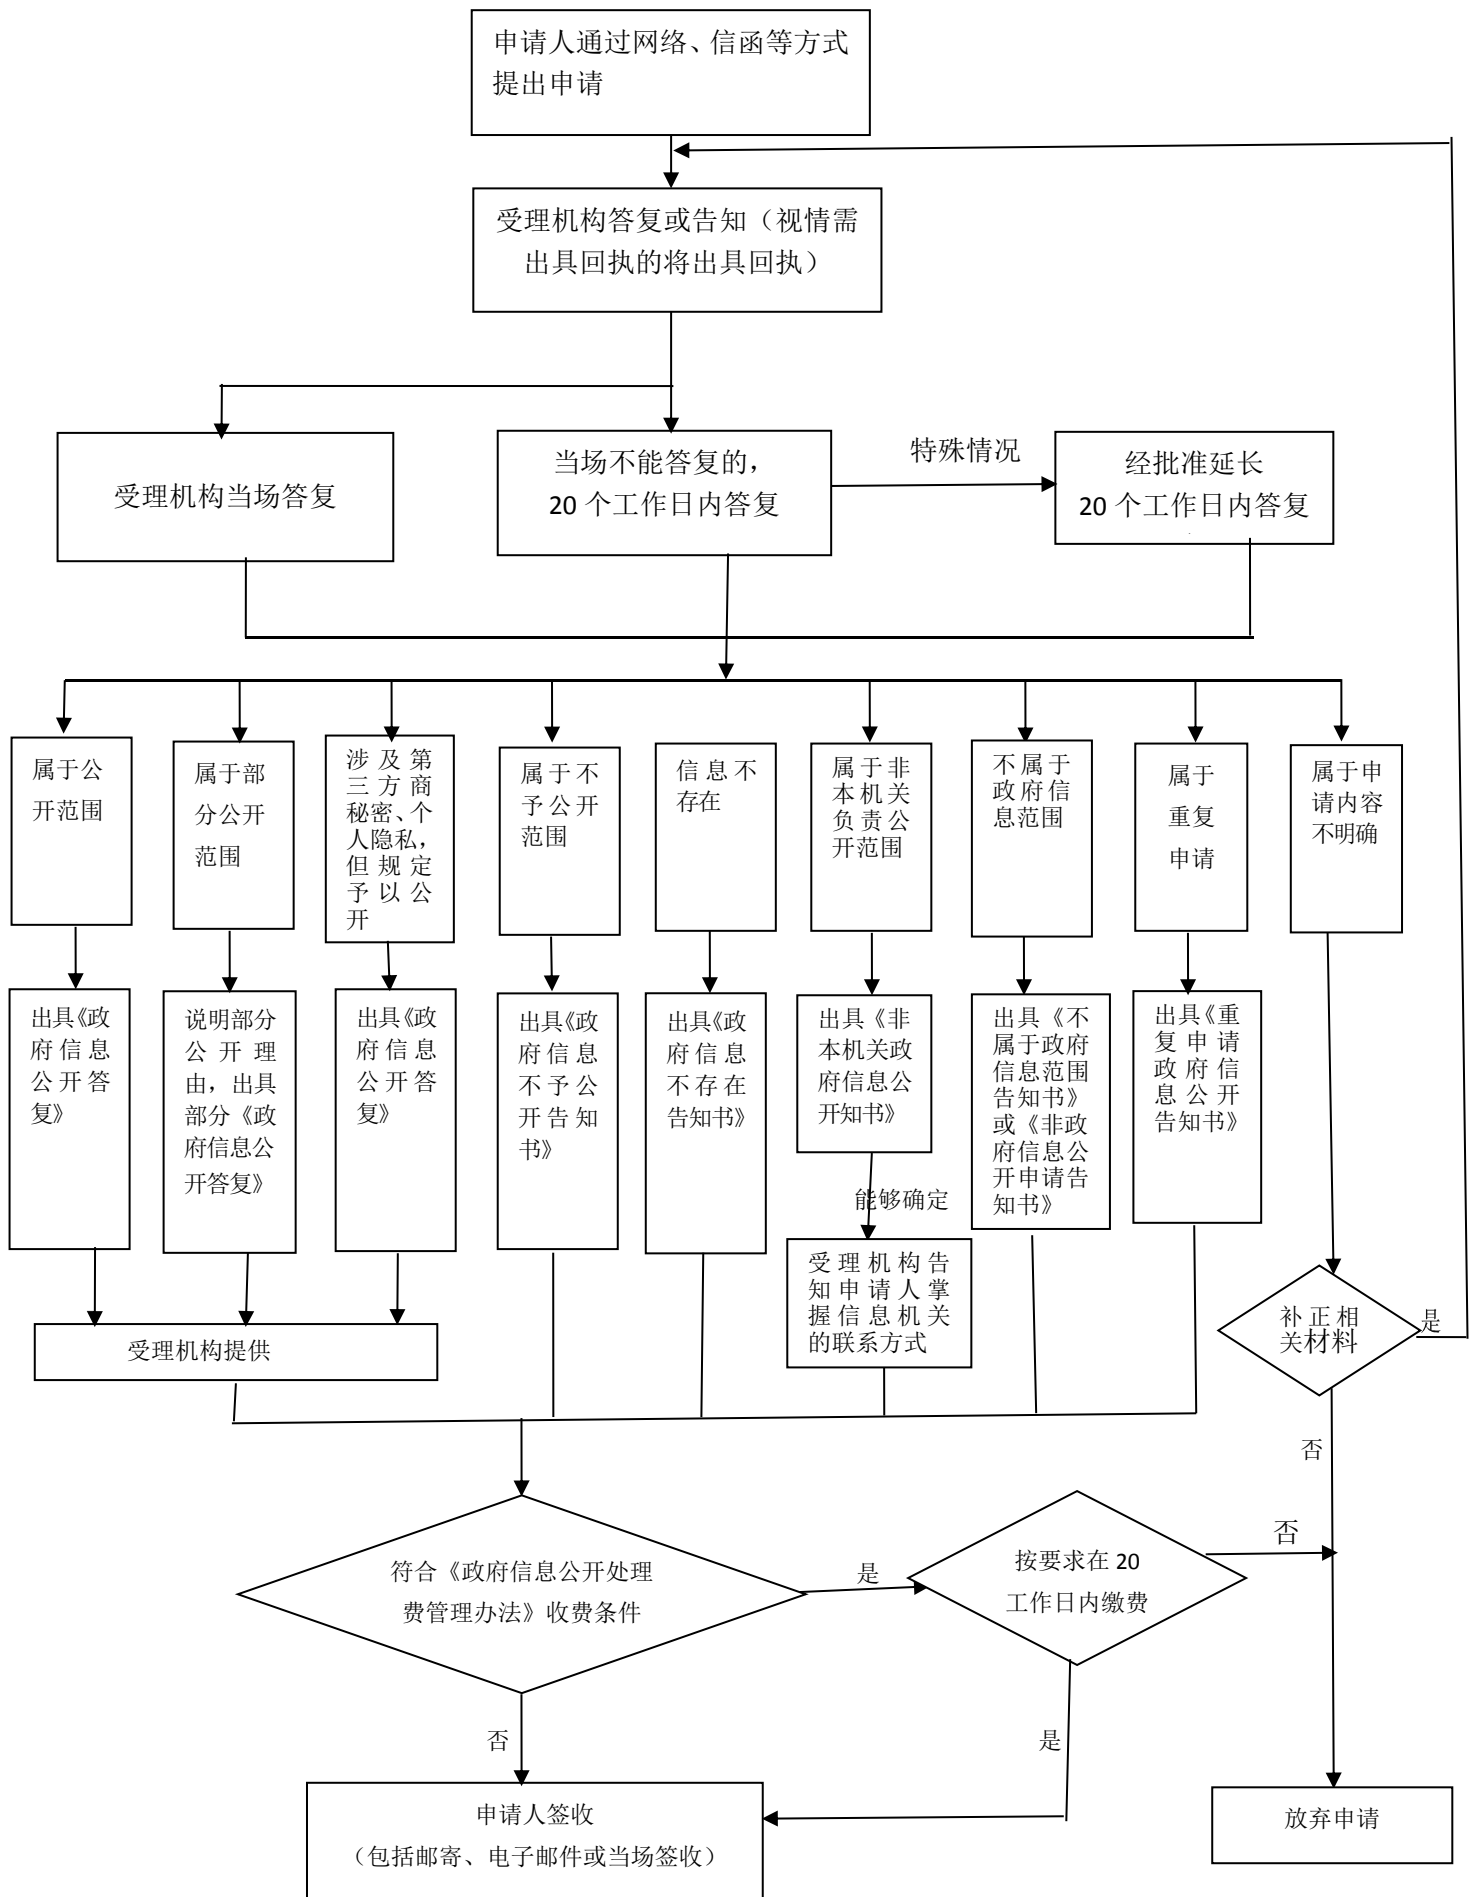 申请人通过网络、信函等方式
提出申请
受理机构答复或告知（视情需
出具回执的将出具回执）
受理机构当场答复
当场不能答复的，
20 个工作日内答复
特殊情况
经批准延长
20 个工作日内答复
属于公
开范围
属于部
分公开
范围
涉及第
三方商
秘密、个
人隐私，
但规定
予以公
开
属于不
予公开
范围
信息不
存在
属于非
本机关
负责公
开范围
不属于
政府信
息范围
属于
重复
申请
属于申
请内容
不明确
出具《政
府信息
公开答
复》
说明部分
公开理
由，出具
部分《政
府信息公
开答复》
出具《政
府信息
公开答
复》
出具《政
府信息
不予公
开告知
书》
出具《政
府信息
不存在
告知书》
出具《非
本机关政
府信息公
开知书》
出具《不
属于政府
信息范围
告知书》
或《非政
府信息公
开申请告
知书》
出具《重
复申请
政府信
息公开
告知书》
能够确定
受理机构告
知申请人掌
握信息机关
的联系方式
受理机构提供
补正相
关材料
是
否
符合《政府信息公开处理
费管理办法》收费条件
是
按要求在 20
工作日内缴费
否
否
是
申请人签收
（包括邮寄、电子邮件或当场签收）
放弃申请